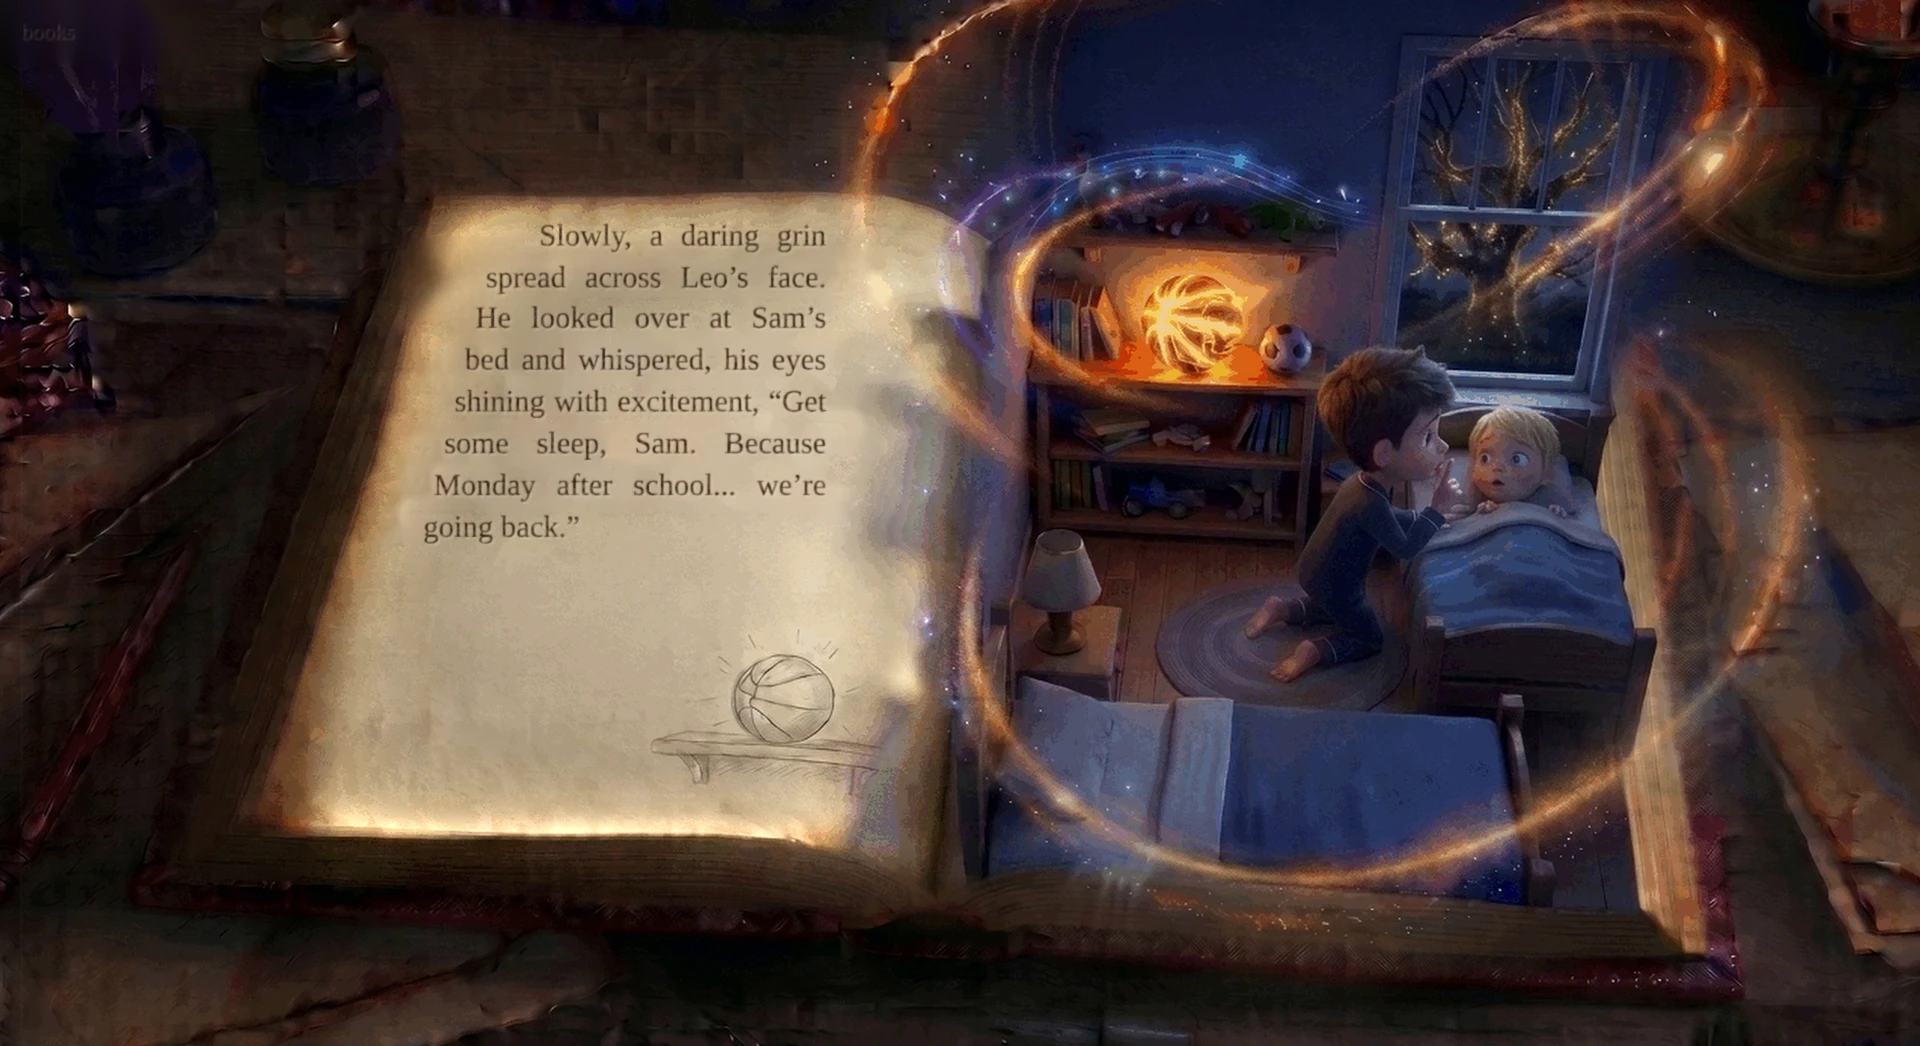 books
Slowly, a daring grin
spread across Leo’s face.
He looked over at Sam’s
bed and whispered, his eyes
shining with excitement, “Get
some sleep, Sam. Because
Monday after school... we’re
going back.”